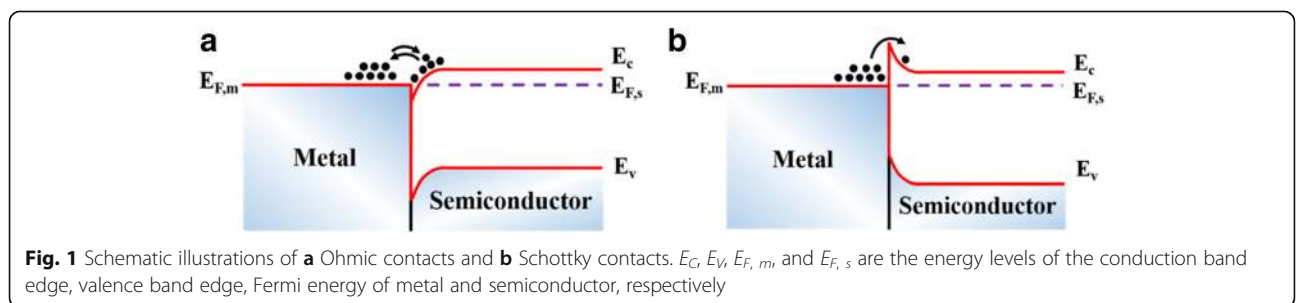 a
E_c
E_F,m
E_F,s
Metal
E_v
Semiconductor
b
E_c
E_F,m
E_F,s
Metal
E_v
Semiconductor
Fig. 1 Schematic illustrations of a Ohmic contacts and b Schottky contacts. E_C, E_V, E_F, m, and E_F, s are the energy levels of the conduction band
edge, valence band edge, Fermi energy of metal and semiconductor, respectively